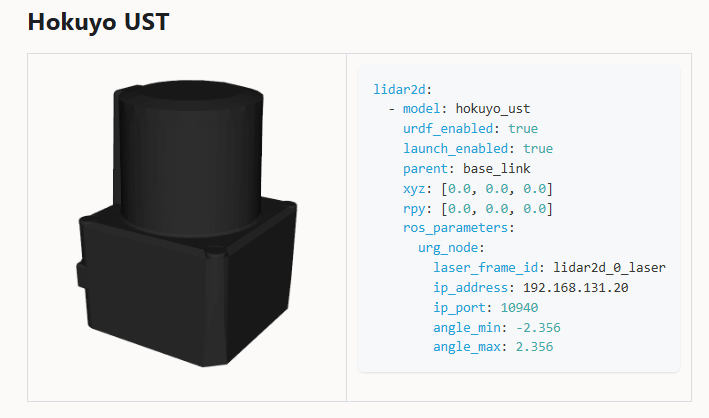 Hokuyo UST
lidar2d:
  - model: hokuyo_ust
    urdf_enabled: true
    launch_enabled: true
    parent: base_link
    xyz: [0.0, 0.0, 0.0]
    rpy: [0.0, 0.0, 0.0]
    ros_parameters:
      urg_node:
        laser_frame_id: lidar2d_0_laser
        ip_address: 192.168.131.20
        ip_port: 10940
        angle_min: -2.356
        angle_max: 2.356